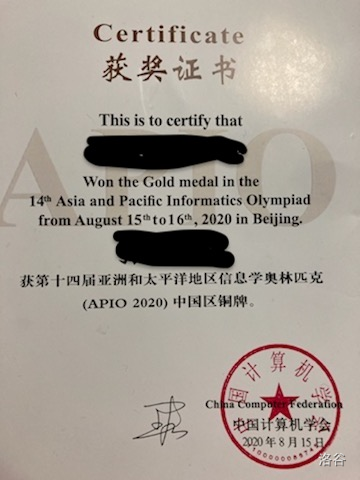 Certificate
获奖证书
This is to certify that
Won the Gold medal in the
14th Asia and Pacific Informatics Olympiad
from August 15th to 16th, 2020 in Beijing.
获第十四届亚洲和太平洋地区信息学奥林匹克
(APIO 2020) 中国区铜牌。
APIO
中国计算机学会
China Computer Federation
中国计算机学会
2020年8月15日
洛谷